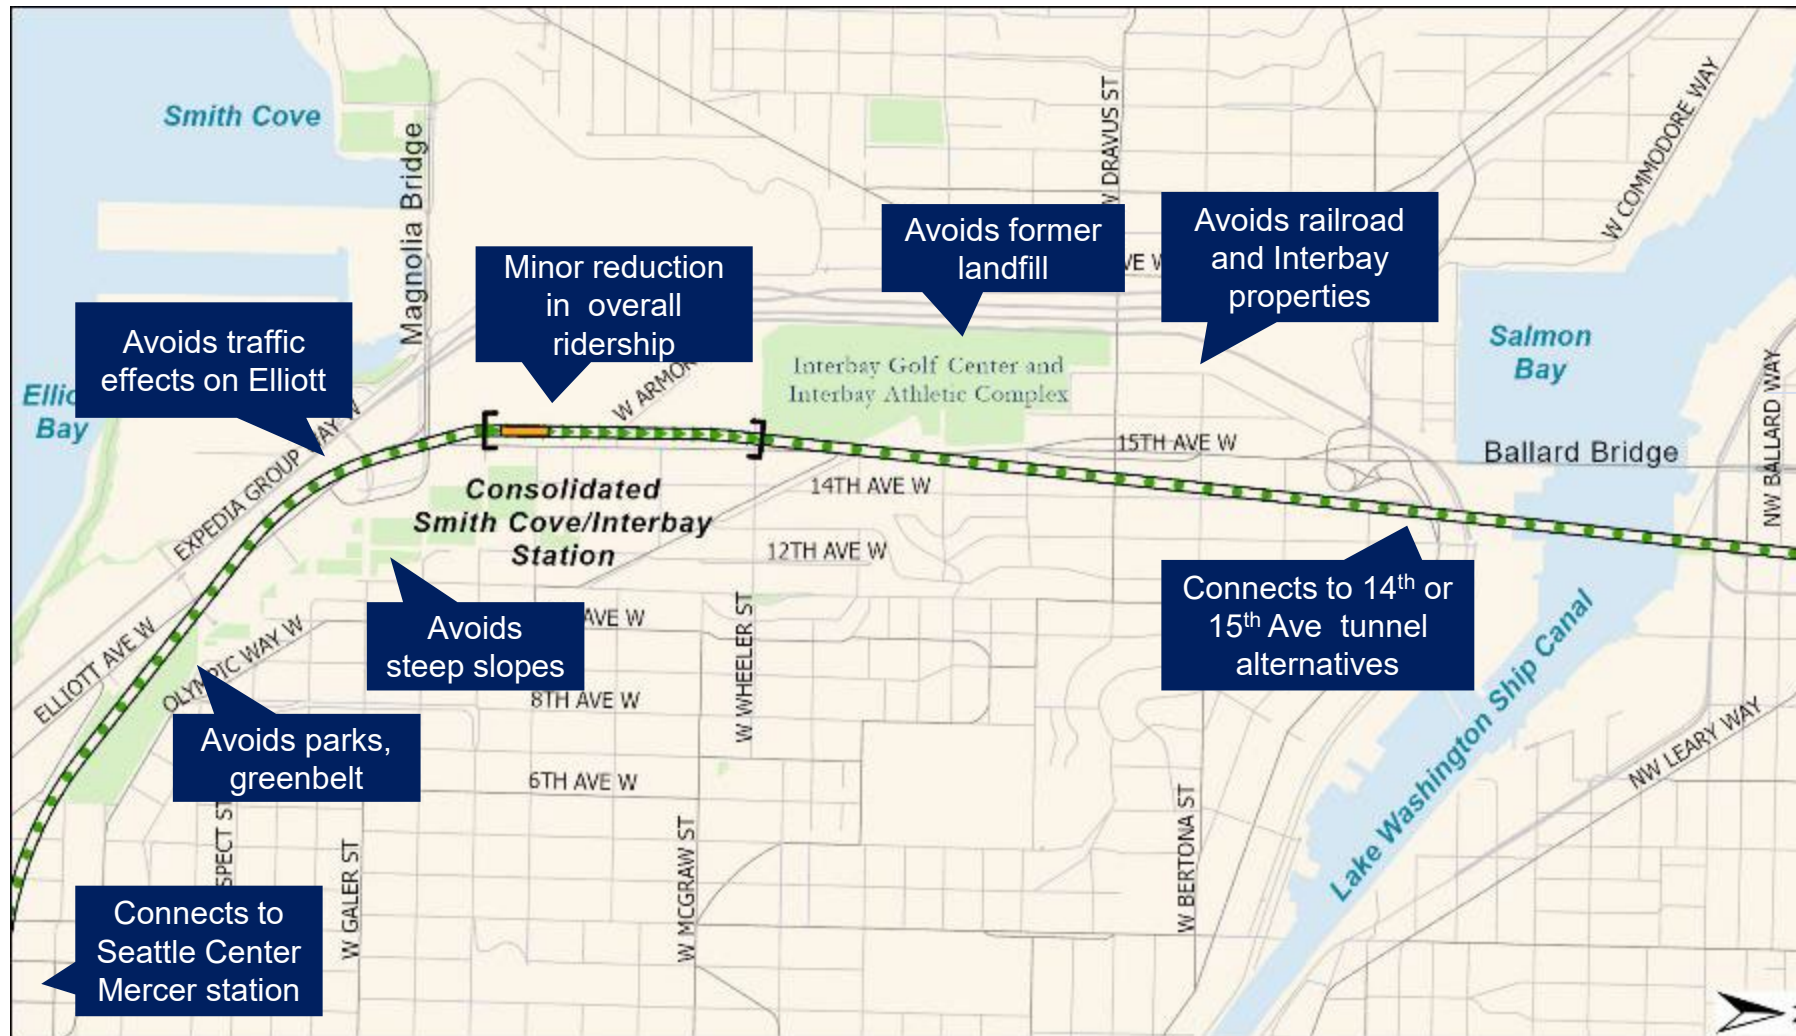 Smith Cove
Magnolia Bridge
W DRAVUS ST
W COMMODORE WAY
Avoids former
landfill
Avoids railroad
and Interbay
properties
Minor reduction
in overall
ridership
Avoids traffic
effects on Elliott
Bay
Salmon
Bay
Interbay Golf Center and
Interbay Athletic Complex
NW BALLARD WAY
EXPEDIA GROUP WAY W
15TH AVE W
Ballard Bridge
14TH AVE W
Consolidated
Smith Cove/Interbay
Station
12TH AVE W
Connects to 14th or
15th Ave tunnel
alternatives
Avoids
steep slopes
AVE W
ELLIOTT AVE W
OLYMPIC WAY W
W WHEELER ST
8TH AVE W
Lake Washington Ship Canal
NW LEARY WAY
Avoids parks,
greenbelt
6TH AVE W
W GALER ST
W MCGRAW ST
W BERTONA ST
Connects to
Seattle Center
Mercer station